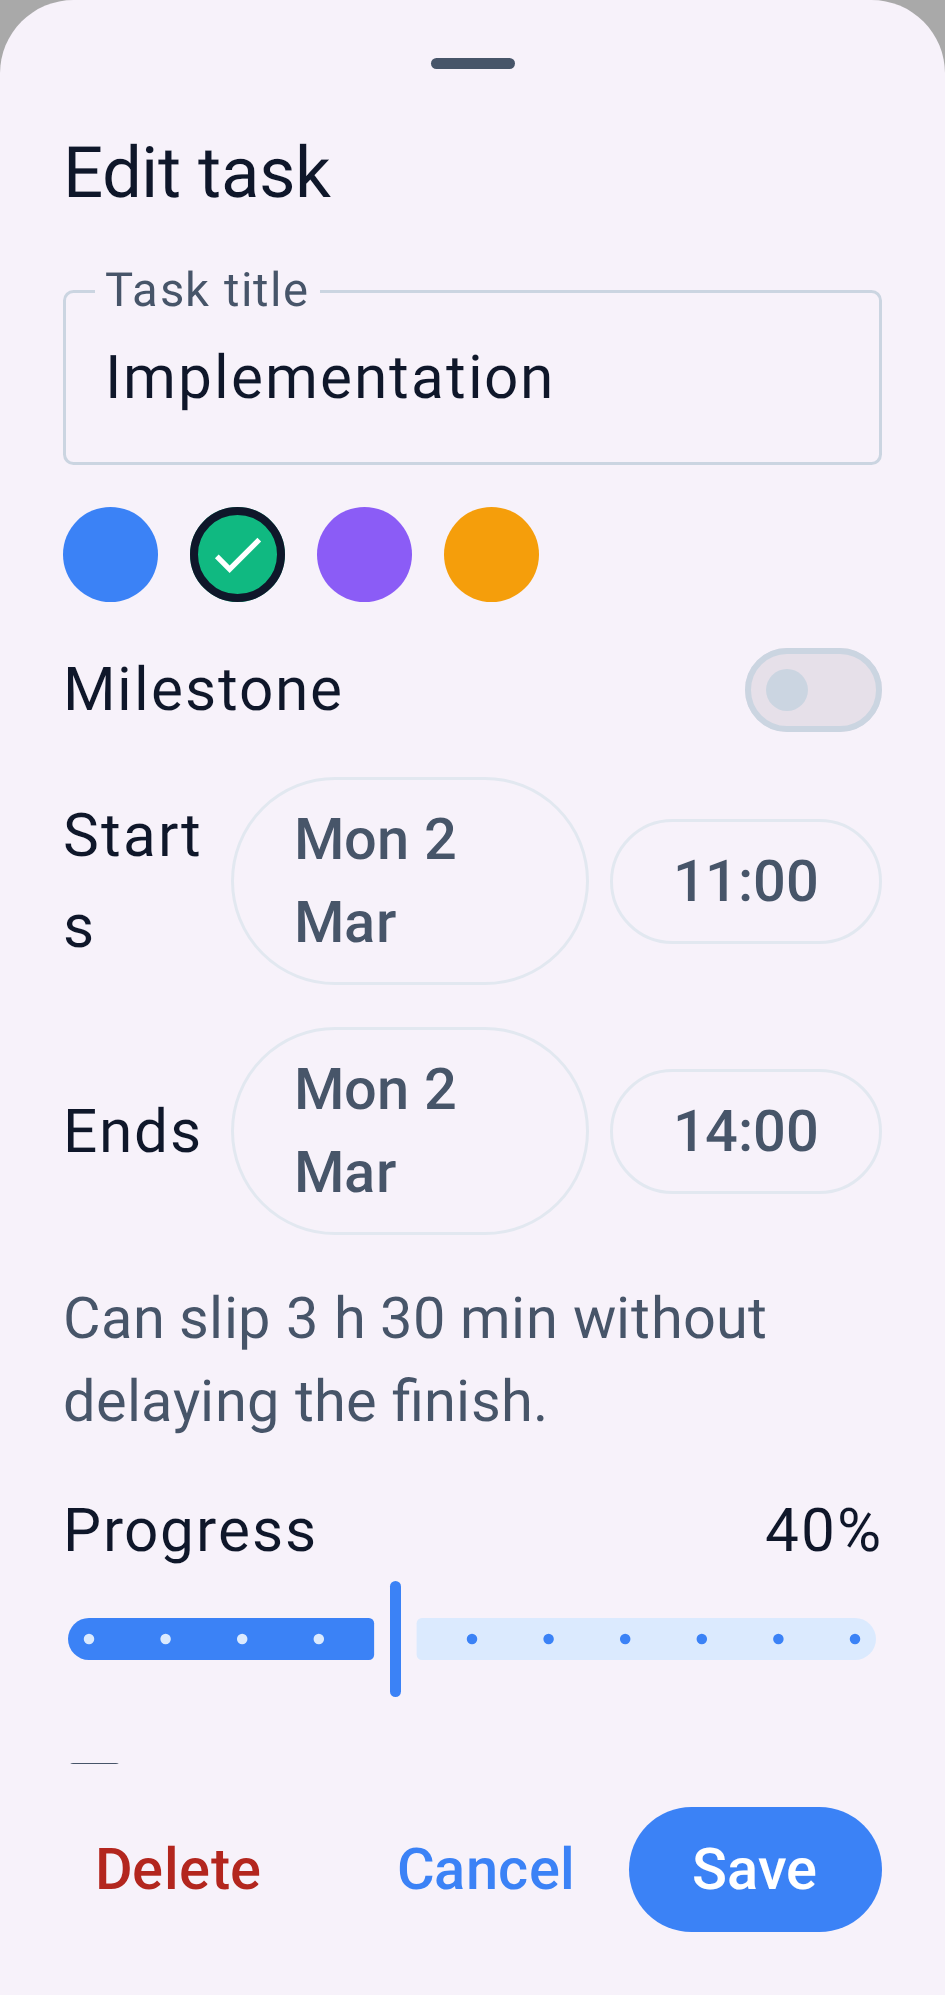 Edit task
Task title
Implementation
Milestone
Start
s
Mon 2
Mar
11:00
Ends
Mon 2
Mar
14:00
Can slip 3 h 30 min without
delaying the finish.
Progress 40%
Delete Cancel Save